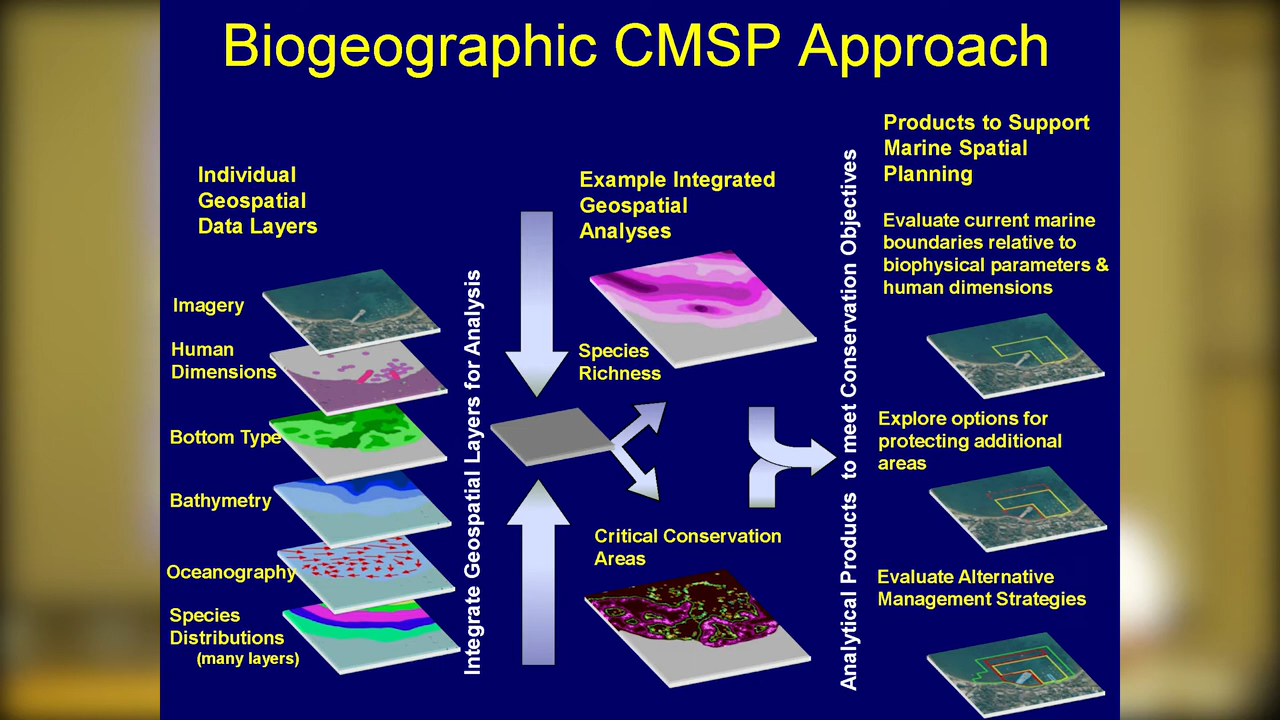 Biogeographic CMSP Approach
Individual
Geospatial
Data Layers
Imagery
Human
Dimensions
Bottom Type
Bathymetry
Oceanography
Species
Distributions
(many layers)
Integrate Geospatial Layers for Analysis
Example Integrated
Geospatial
Analyses
Species
Richness
Critical Conservation
Areas
Analytical Products to meet Conservation Objectives
Products to Support
Marine Spatial
Planning
Evaluate current marine
boundaries relative to
biophysical parameters &
human dimensions
Explore options for
protecting additional
areas
Evaluate Alternative
Management Strategies